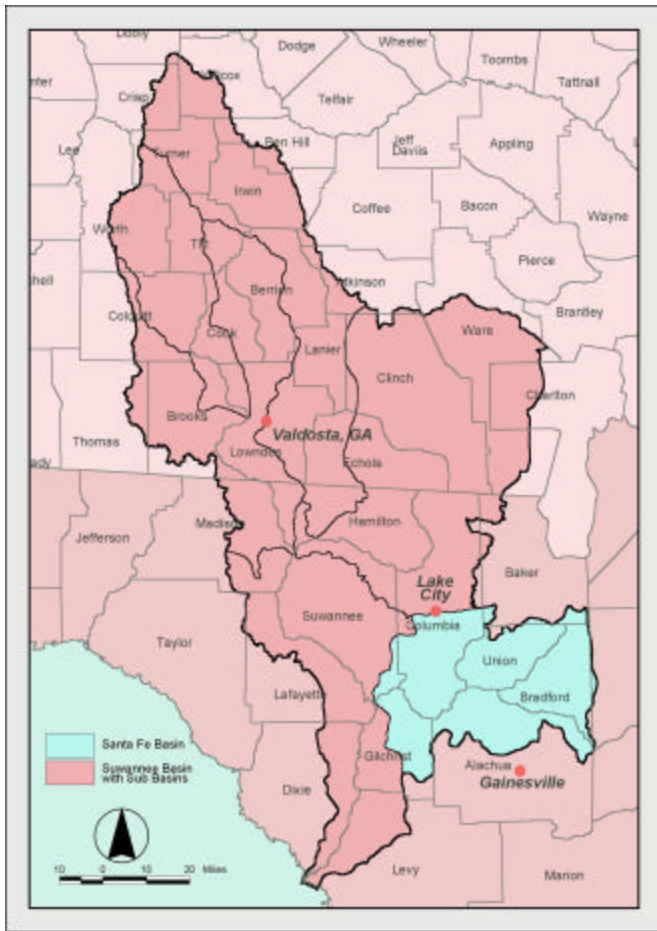 Dooly
Dodge
Wheeler
Toombs
Tattnall
Crisp
Telfair
Lee
Turner
Ben Hill
Jeff
Davis
Appling
Irwin
Coffee
Bacon
Wayne
Worth
Tift
Pierce
Berrien
Atkinson
Brantley
Colquitt
Cook
Ware
Lanier
Clinch
Charlton
Brooks
Valdosta, GA
Thomas
Lowndes
Echols
Madison
Hamilton
Jefferson
Baker
Lake
City
Suwannee
Columbia
Taylor
Union
Lafayette
Bradford
Santa Fe Basin
Gilchrist
Suwannee Basin
with Sub Basins
Alachua
Gainesville
Dixie
10 0 10 20 Miles
Levy
Marion